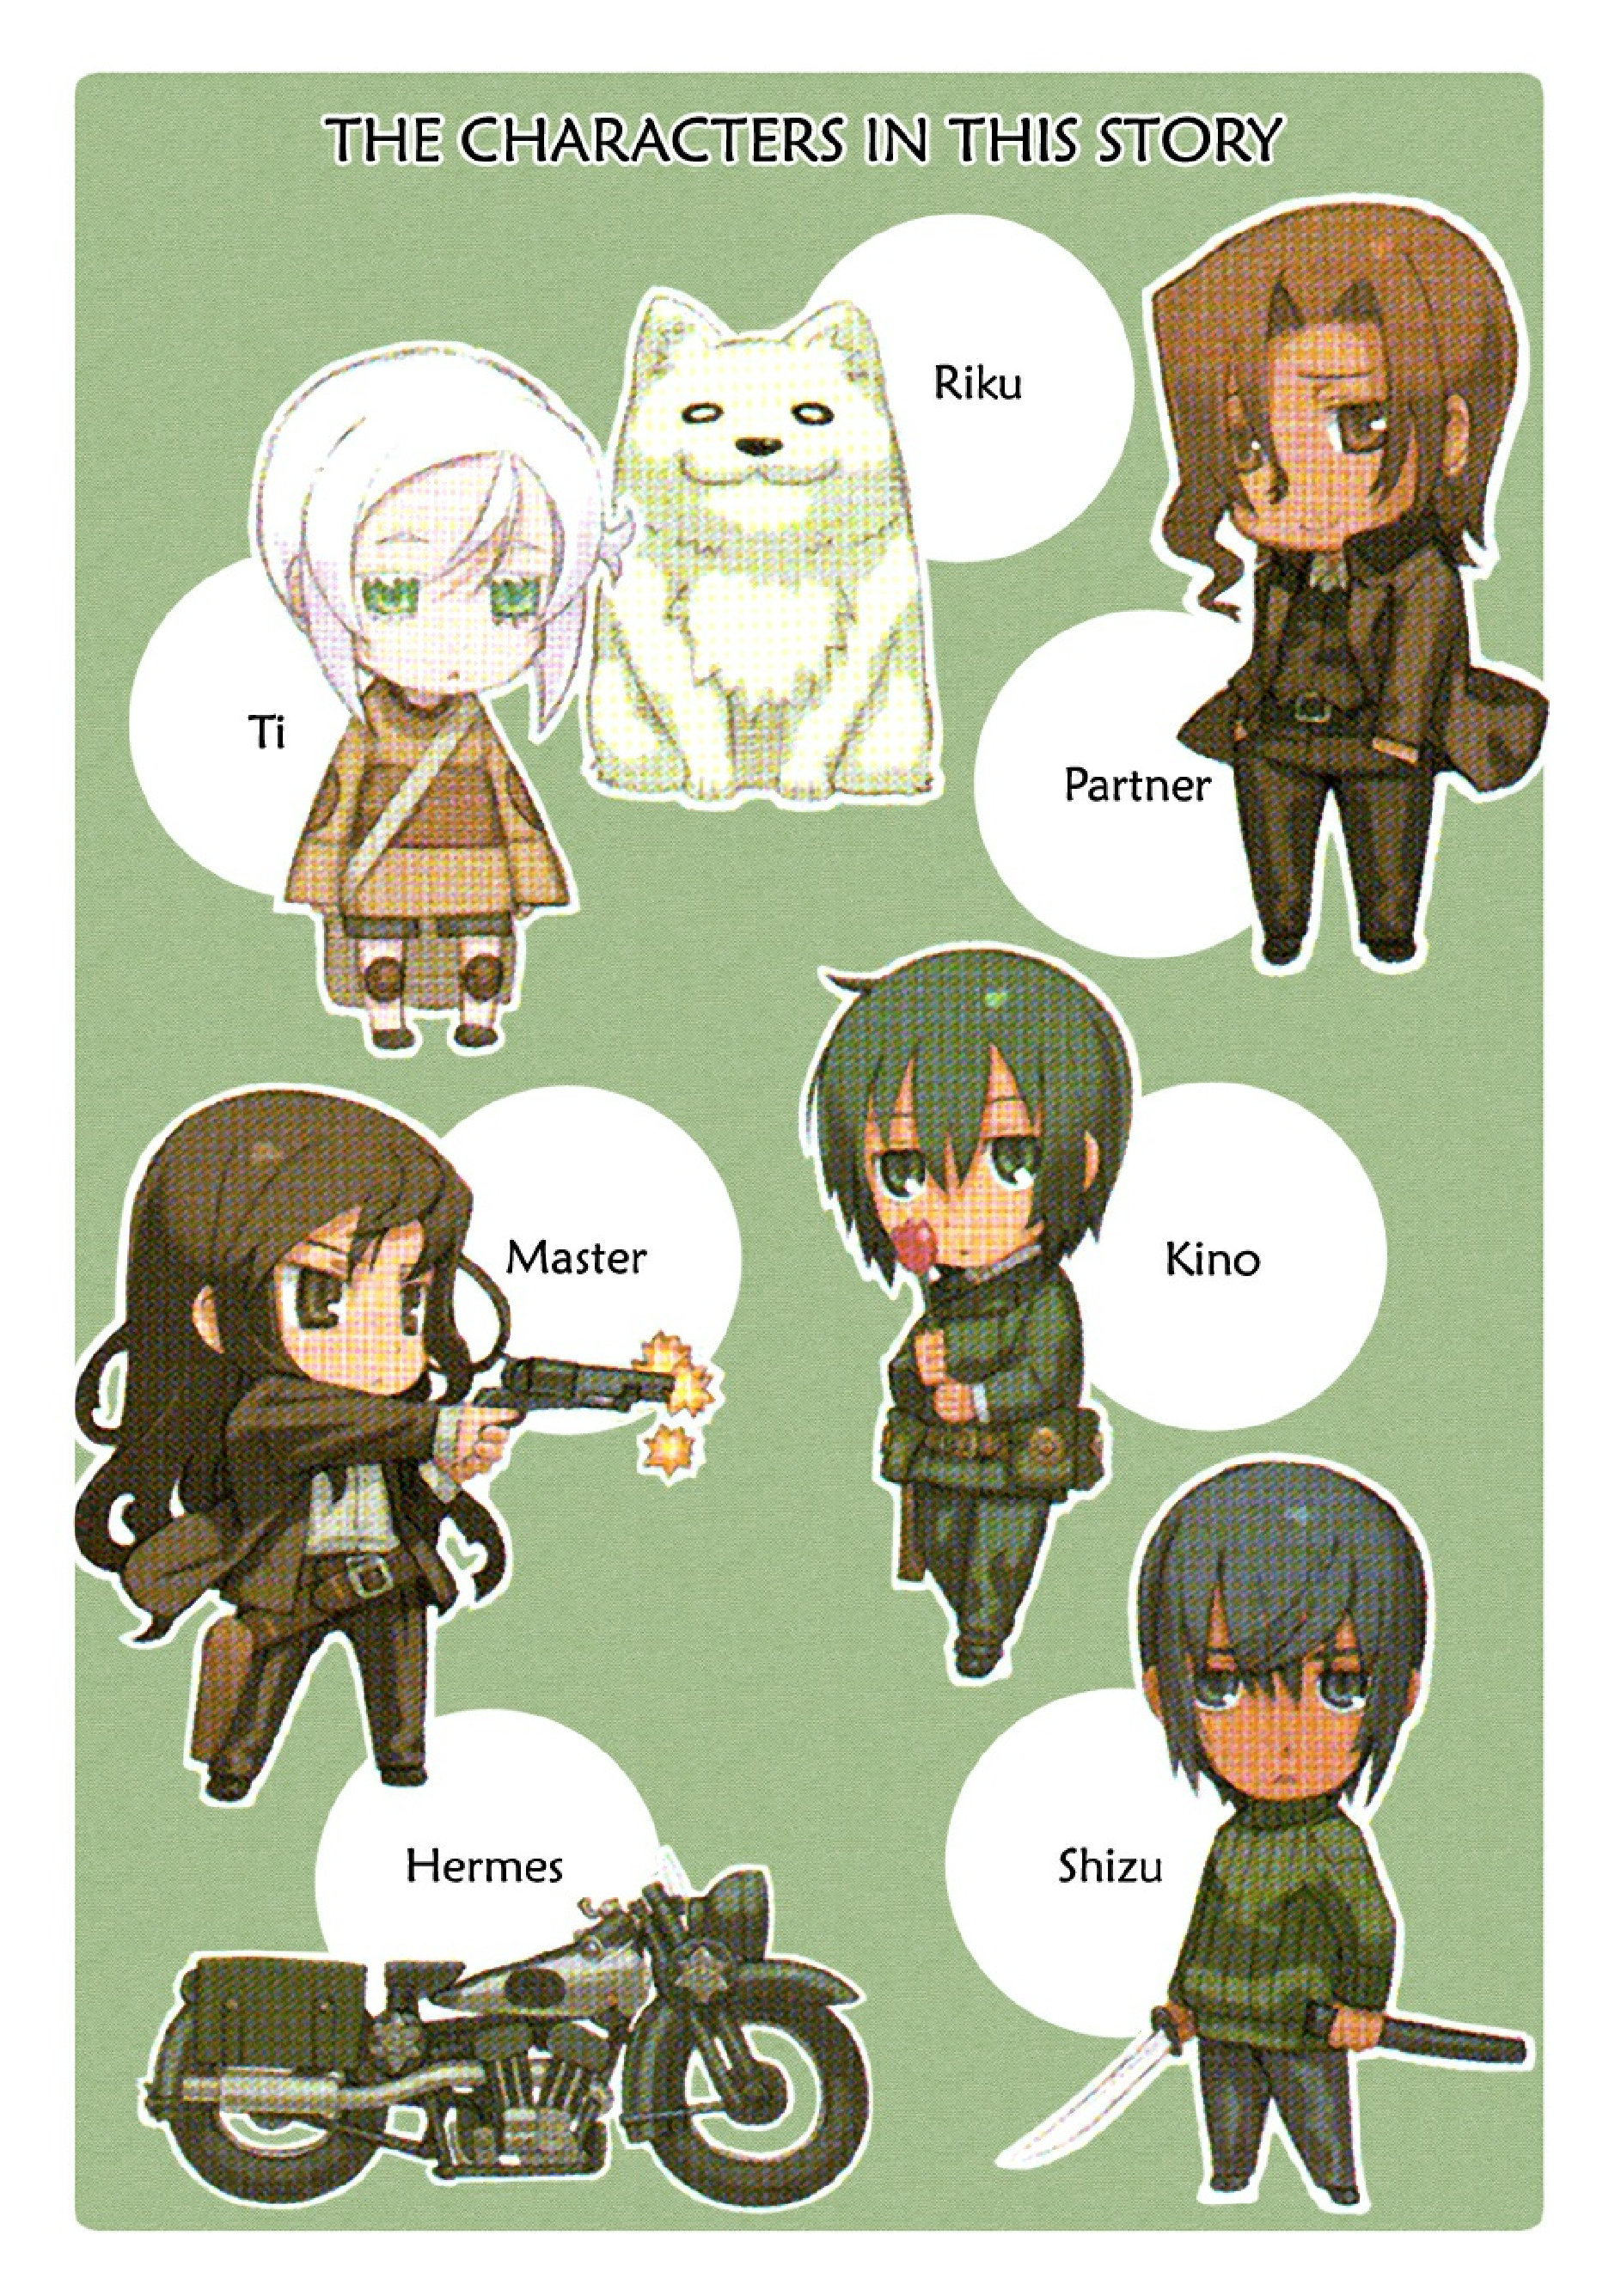 THE CHARACTERS IN THIS STORY
Riku
Ti
Partner
Master
Kino
Hermes
Shizu